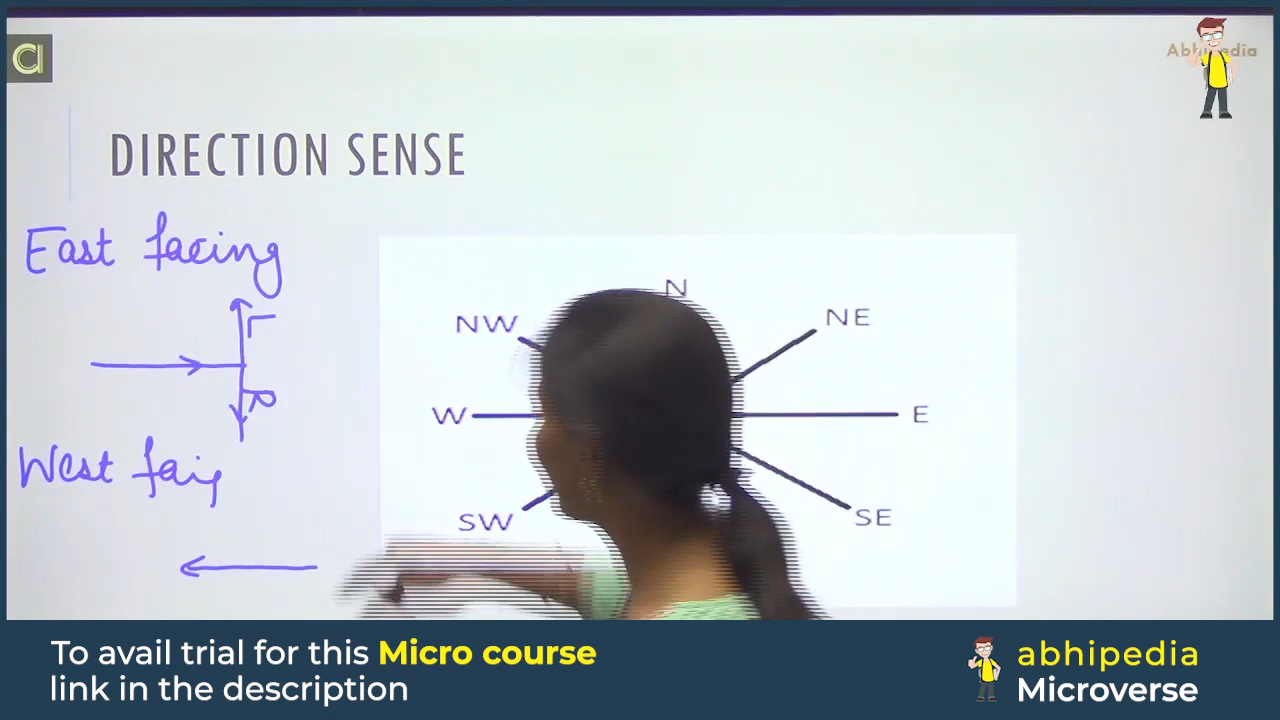 a
Abhipedia
DIRECTION SENSE
East facing
L
R
West
N
NW
NE
W
E
SW
SE
To avail trial for this Micro course
link in the description
abhipedia
Microverse